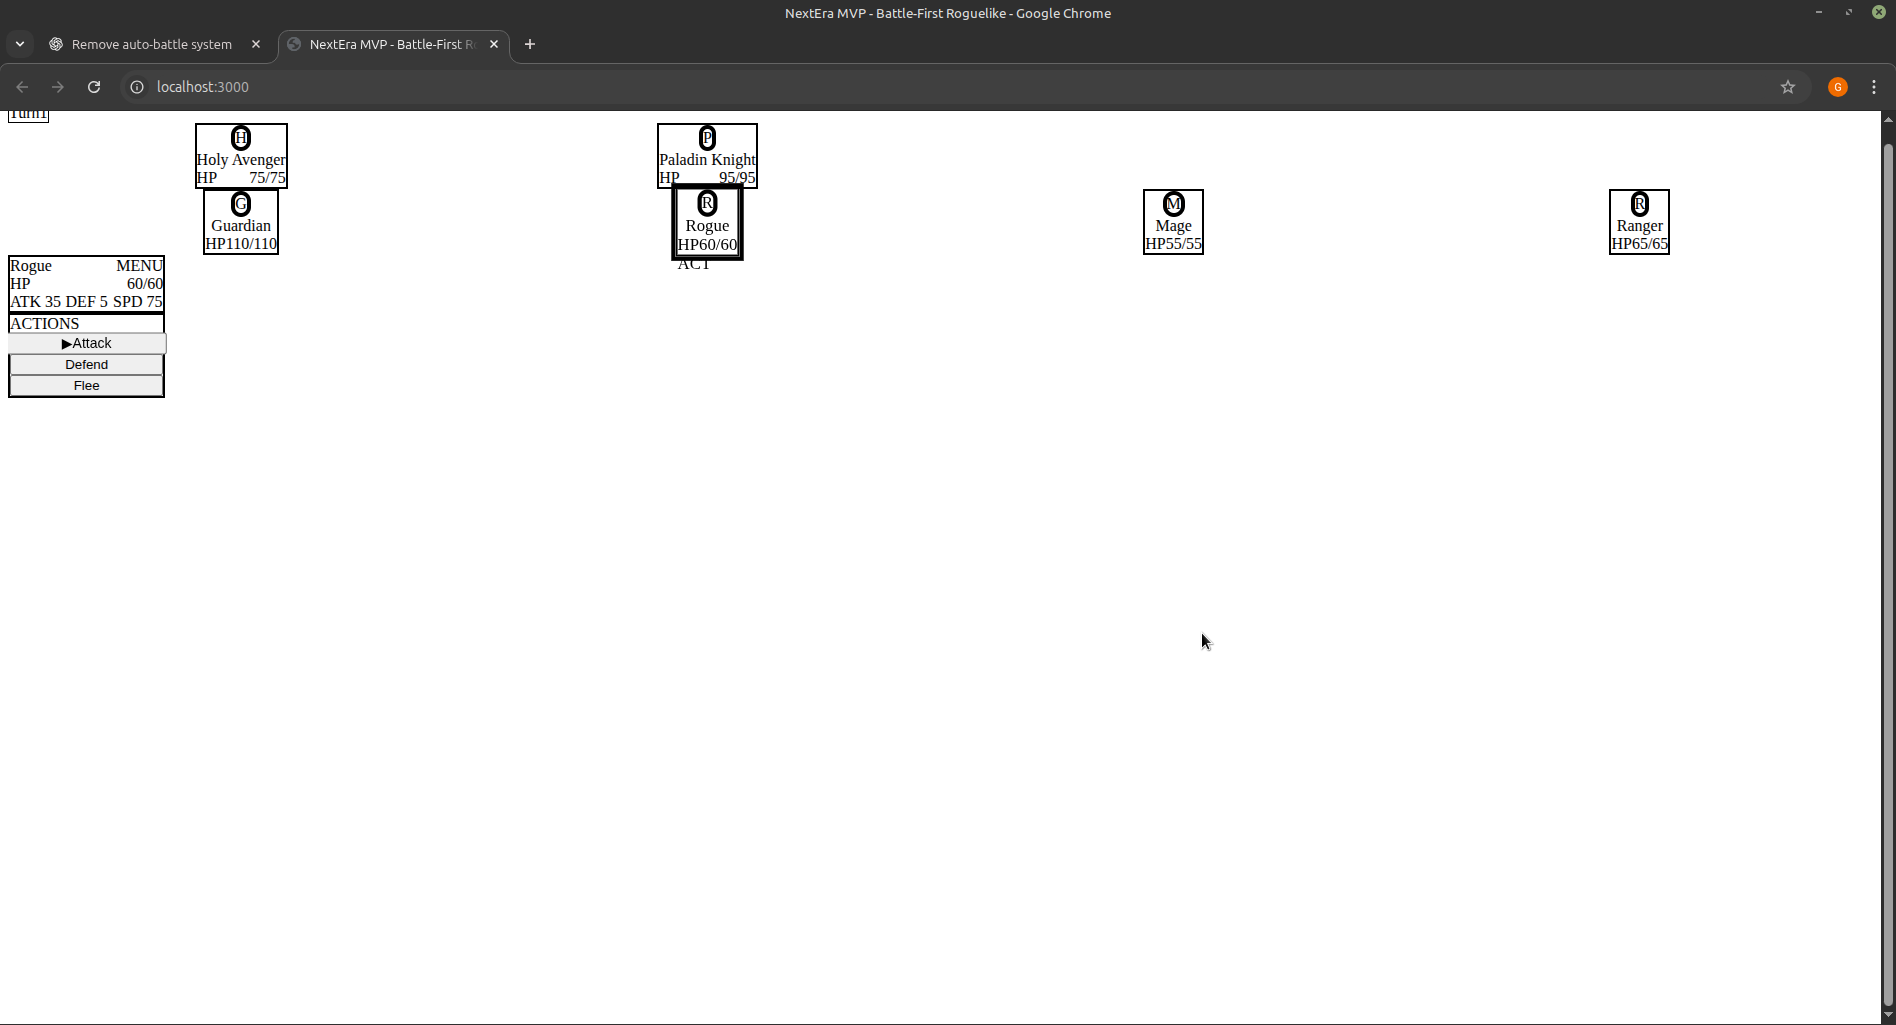 NextEra MVP - Battle-First Roguelike - Google Chrome
Remove auto-battle system
NextEra MVP - Battle-First R
localhost:3000
G
Turn1
H
Holy Avenger
HP 75/75
P
Paladin Knight
HP 95/95
G
Guardian
HP110/110
R
Rogue
HP60/60
ACT
M
Mage
HP55/55
R
Ranger
HP65/65
Rogue MENU
HP 60/60
ATK 35 DEF 5 SPD 75
ACTIONS
▶Attack
Defend
Flee